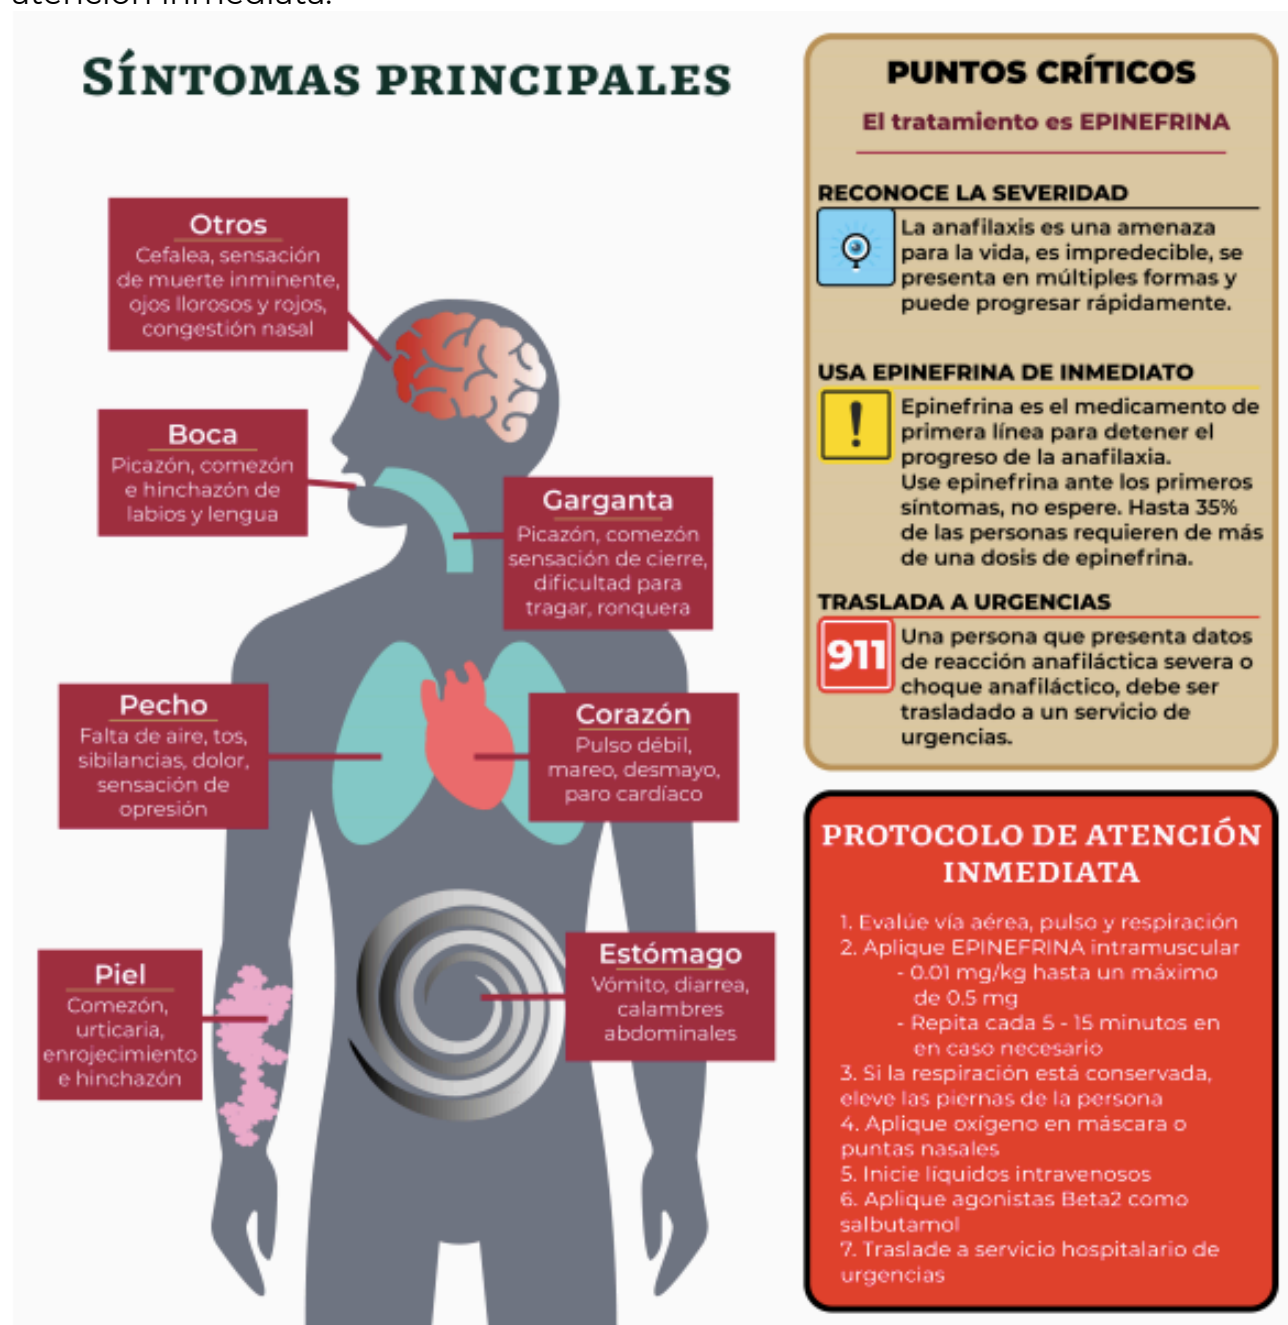 atención inmediata.
SÍNTOMAS PRINCIPALES
Otros
Cefalea, sensación
de muerte inminente,
ojos llorosos y rojos,
congestión nasal
Boca
Picazón, comezón
e hinchazón de
labios y lengua
Garganta
Picazón, comezón
sensación de cierre,
dificultad para
tragar, ronquera
Pecho
Falta de aire, tos,
sibilancias, dolor,
sensación de
opresión
Corazón
Pulso débil,
mareo, desmayo,
paro cardíaco
Piel
Comezón,
urticaria,
enrojecimiento
e hinchazón
Estómago
Vómito, diarrea,
calambres
abdominales
PUNTOS CRÍTICOS
El tratamiento es EPINEFRINA
RECONOCE LA SEVERIDAD
La anafilaxis es una amenaza
para la vida, es impredecible, se
presenta en múltiples formas y
puede progresar rápidamente.
USA EPINEFRINA DE INMEDIATO
!
Epinefrina es el medicamento de
primera línea para detener el
progreso de la anafilaxia.
Use epinefrina ante los primeros
síntomas, no espere. Hasta 35%
de las personas requieren de más
de una dosis de epinefrina.
TRASLADA A URGENCIAS
911
Una persona que presenta datos
de reacción anafiláctica severa o
choque anafiláctico, debe ser
trasladado a un servicio de
urgencias.
PROTOCOLO DE ATENCIÓN
INMEDIATA
1. Evalúe vía aérea, pulso y respiración
2. Aplique EPINEFRINA intramuscular
- 0.01 mg/kg hasta un máximo
de 0.5 mg
- Repita cada 5 - 15 minutos en
en caso necesario
3. Si la respiración está conservada,
eleve las piernas de la persona
4. Aplique oxígeno en máscara o
puntas nasales
5. Inicie líquidos intravenosos
6. Aplique agonistas Beta2 como
salbutamol
7. Traslade a servicio hospitalario de
urgencias